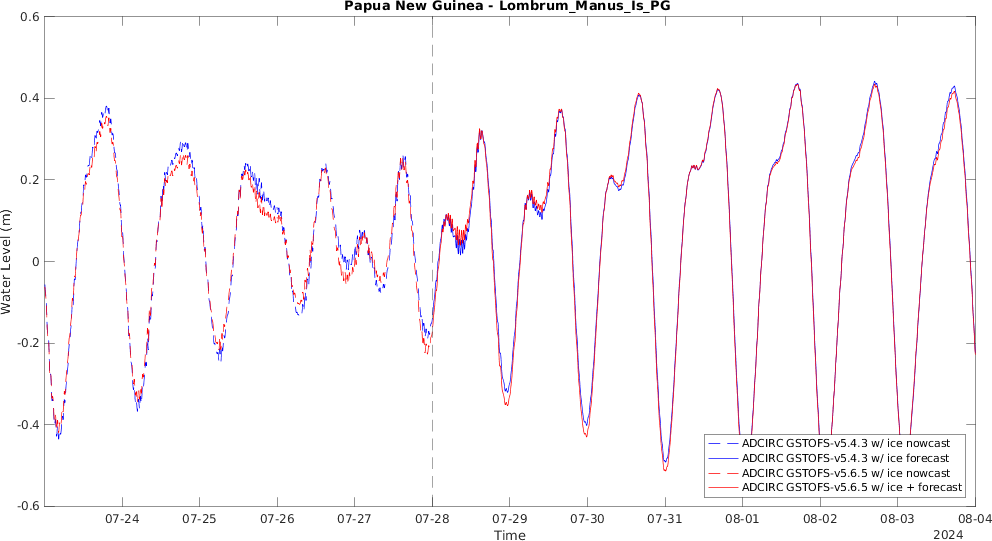 Papua New Guinea - Lombrum_Manus_Is_PG
0.6
0.4
0.2
0
-0.2
-0.4
-0.6
Water Level (m)
ADCIRC GSTOFS-v5.4.3 w/ ice nowcast
ADCIRC GSTOFS-v5.4.3 w/ ice forecast
ADCIRC GSTOFS-v5.6.5 w/ ice nowcast
ADCIRC GSTOFS-v5.6.5 w/ ice + forecast
07-24 07-25 07-26 07-27 07-28 07-29 07-30 07-31 08-01 08-02 08-03 08-04
Time
2024